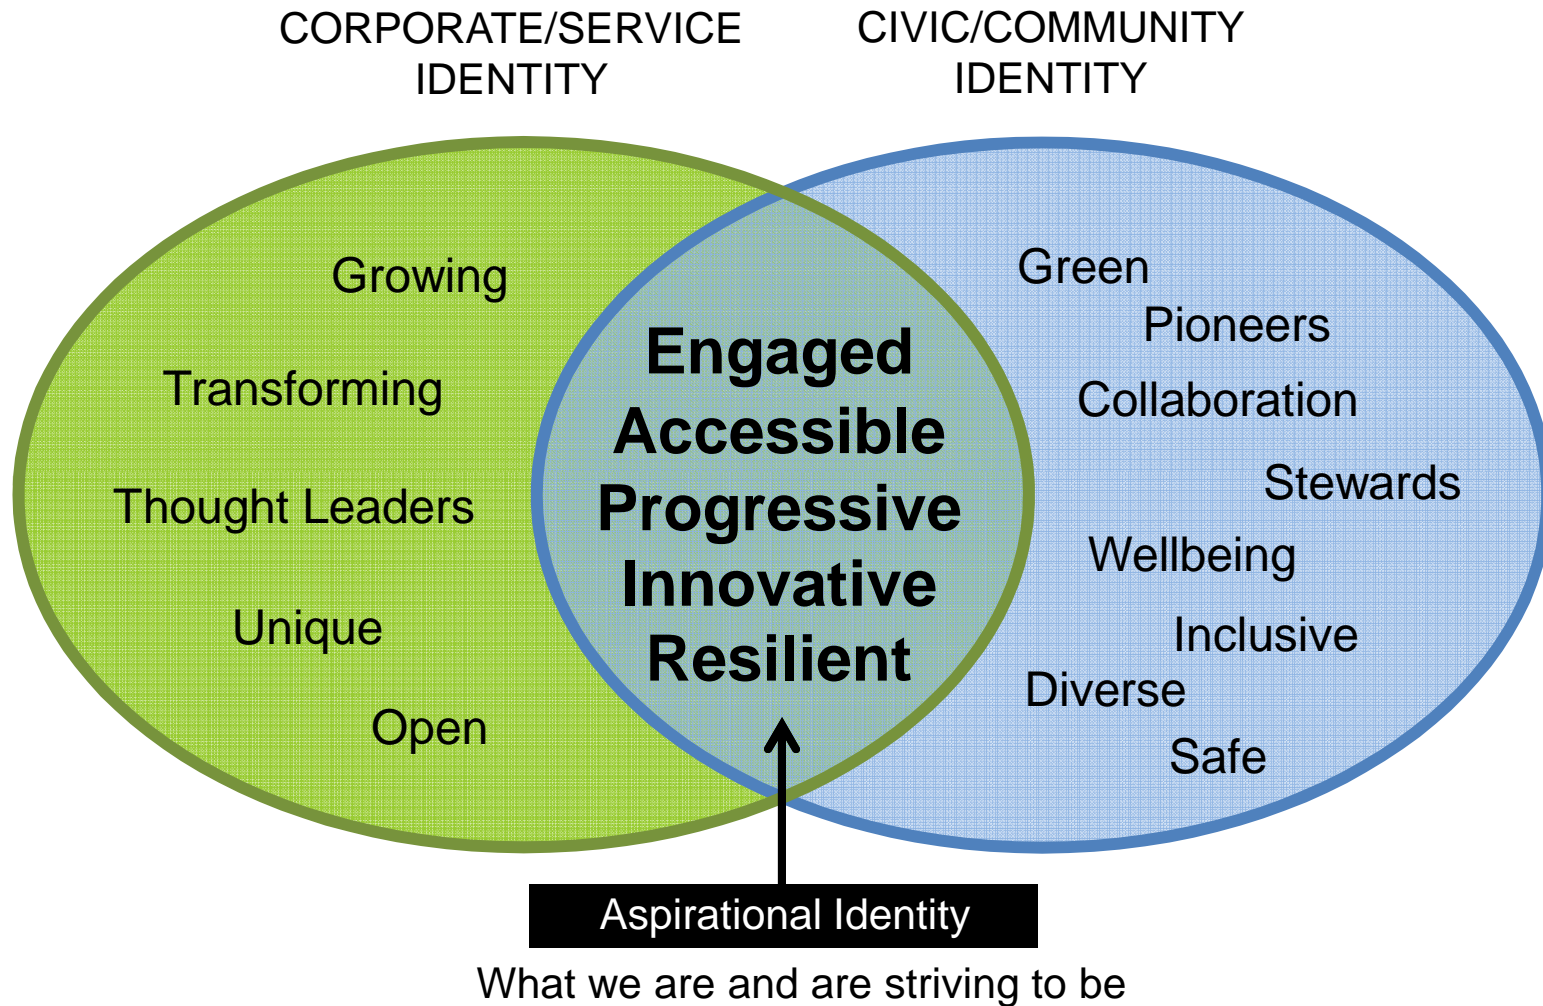 CORPORATE/SERVICE
IDENTITY
CIVIC/COMMUNITY
IDENTITY
Growing
Transforming
Thought Leaders
Unique
Open
Engaged
Accessible
Progressive
Innovative
Resilient
Green
Pioneers
Collaboration
Stewards
Wellbeing
Inclusive
Diverse
Safe
Aspirational Identity
What we are and are striving to be